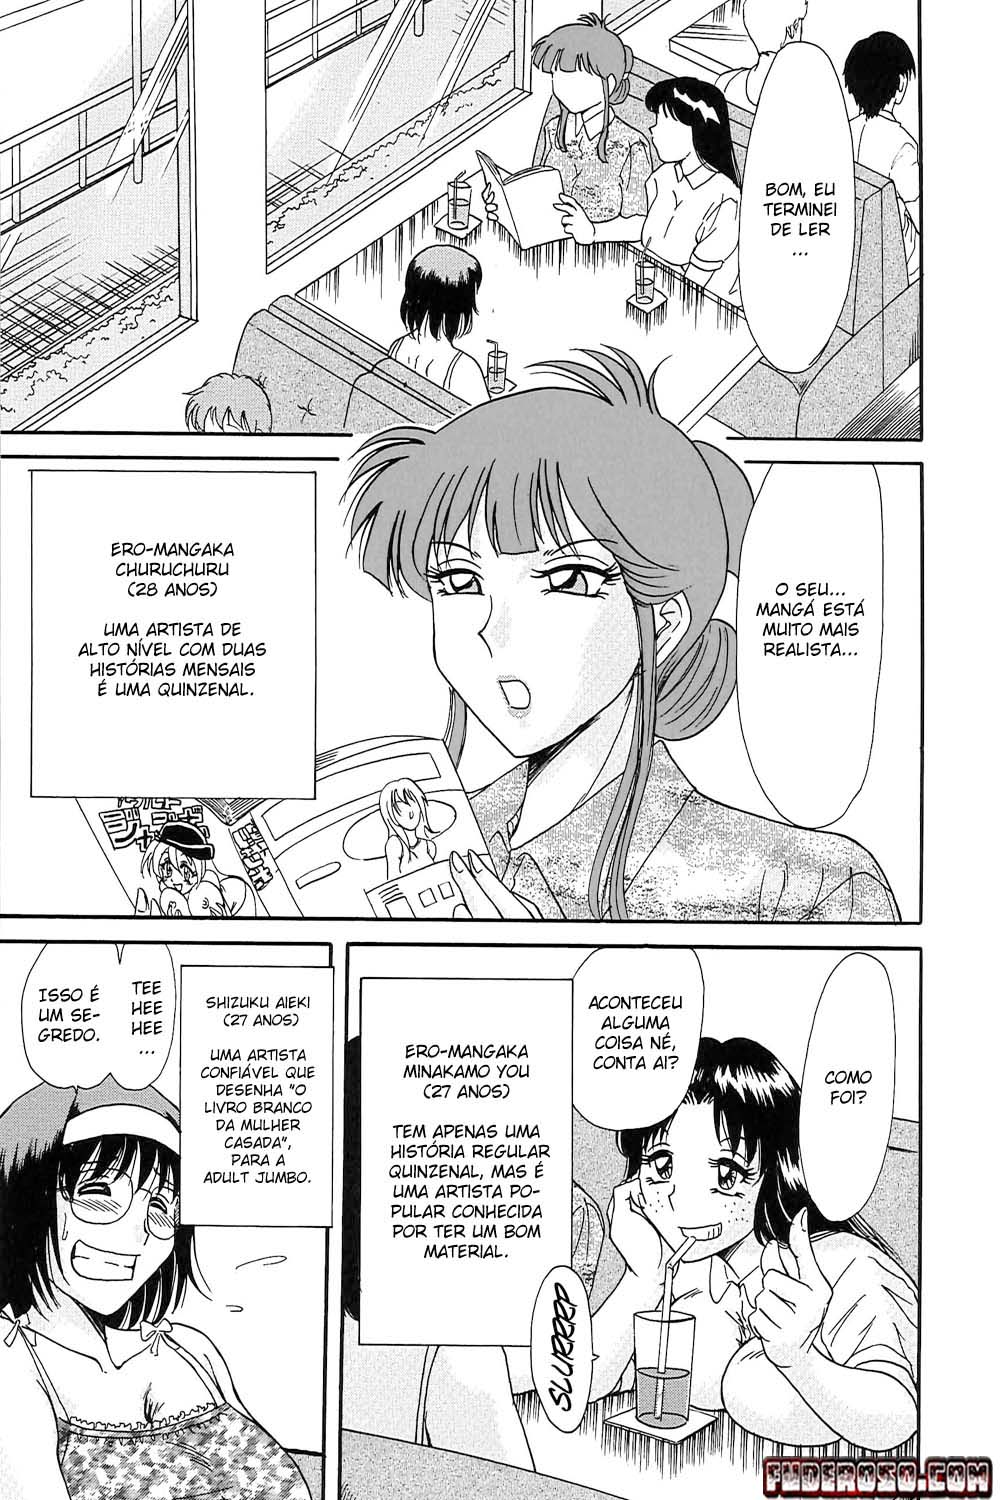 BOM, EU
TERMINEI
DE LER
...
O SEU...
MANGÁ ESTÁ
MUITO MAIS
REALISTA...
ERO-MANGAKA
CHURUCHURU
(28 ANOS)
UMA ARTISTA DE
ALTO NÍVEL COM DUAS
HISTÓRIAS MENSAIS
É UMA QUINZENAL.
COMO
FOI?
ACONTECEU
ALGUMA
COISA NÉ,
CONTA AI?
ERO-MANGAKA
MINAKAMO YOU
(27 ANOS)
TEM APENAS UMA
HISTÓRIA REGULAR
QUINZENAL, MAS É
UMA ARTISTA PO-
PULAR CONHECIDA
POR TER UM BOM
MATERIAL.
SLURRRP
SHIZUKU AIEKI
(27 ANOS)
UMA ARTISTA
CONFIÁVEL QUE
DESENHA "O
LIVRO BRANCO
DA MULHER
CASADA",
PARA A
ADULT JUMBO.
TEE
HEE
HEE
...
ISSO É
UM SE-
GREDO.
FUDEROSO.COM